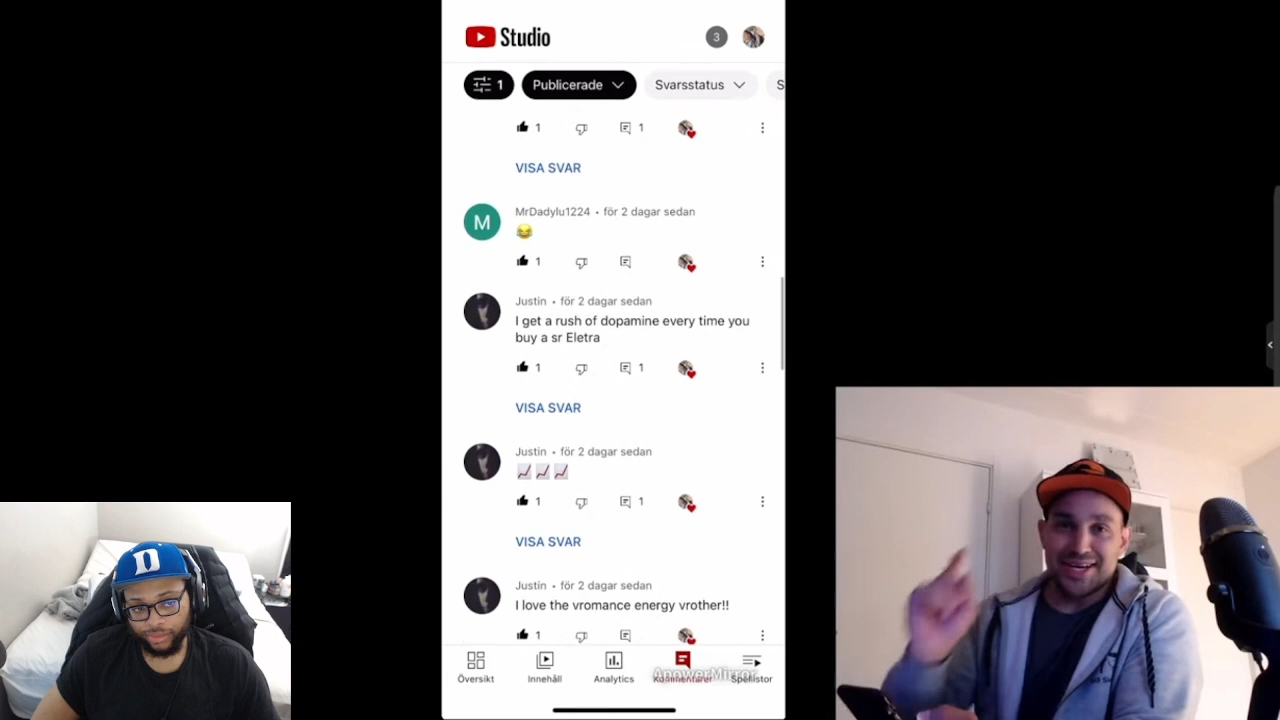 Studio
3
1
Publicerade
Svarsstatus
S
1
1
VISA SVAR
M
MrDadylu1224 • för 2 dagar sedan
😂
1
Justin • för 2 dagar sedan
I get a rush of dopamine every time you
buy a sr Eletra
1
1
VISA SVAR
Justin • för 2 dagar sedan
📈 📈 📈
1
1
VISA SVAR
Justin • för 2 dagar sedan
I love the vromance energy vrother!!
1
ApowerMirror
Översikt
Innehåll
Analytics
Kommentarer
Spellistor
D